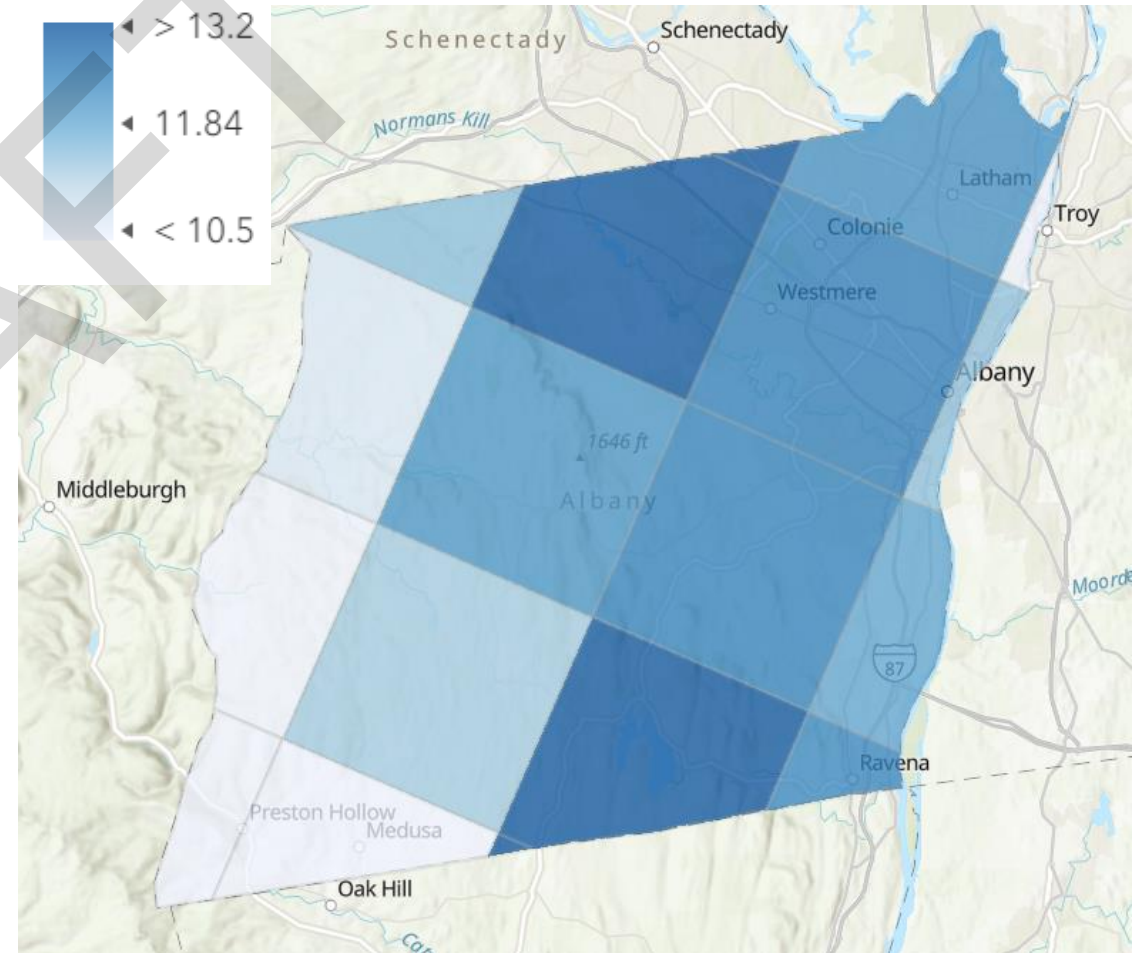 > 13.2
11.84
< 10.5
Schenectady
Schenectady
Normans Kill
Latham
Troy
Colonie
Westmere
Albany
1646 ft
Albany
Middleburgh
87
Ravena
Preston Hollow
Medusa
Oak Hill